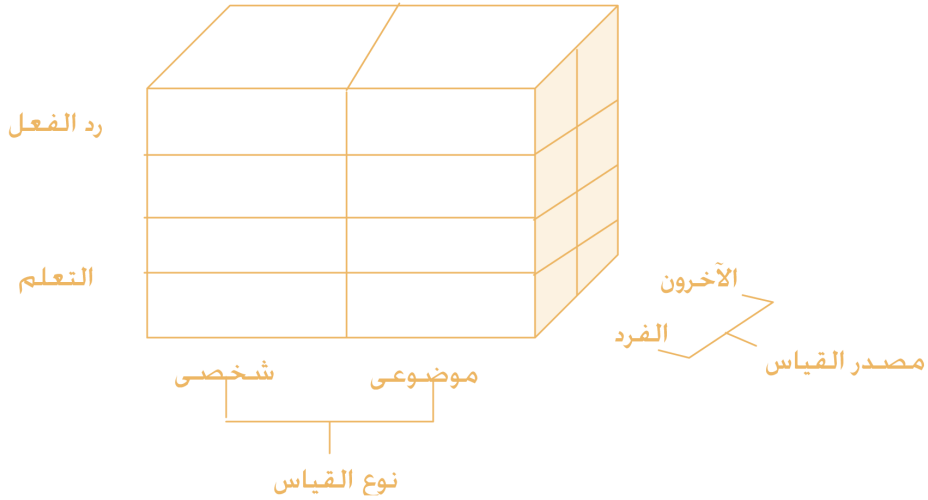 رد الفعل
التعلم
الآخرون
الفرد
مصدر القياس
موضوعى
شخصى
نوع القياس